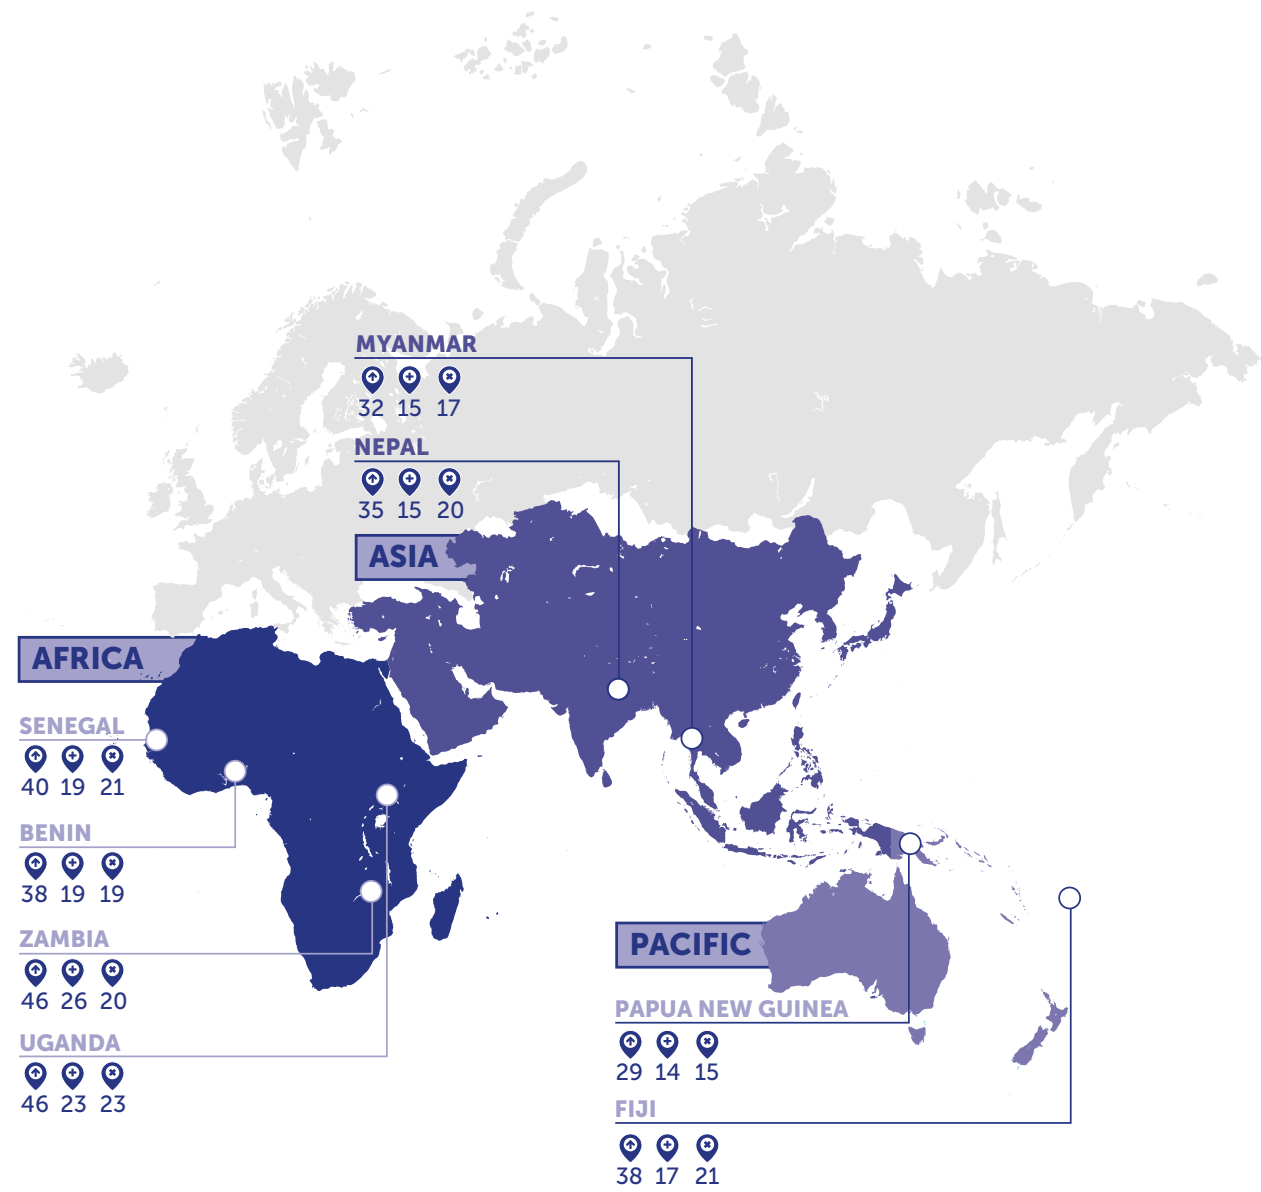 MYANMAR
32 15 17
NEPAL
35 15 20
ASIA
AFRICA
SENEGAL
40 19 21
BENIN
38 19 19
ZAMBIA
46 26 20
UGANDA
46 23 23
PACIFIC
PAPUA NEW GUINEA
29 14 15
FIJI
38 17 21